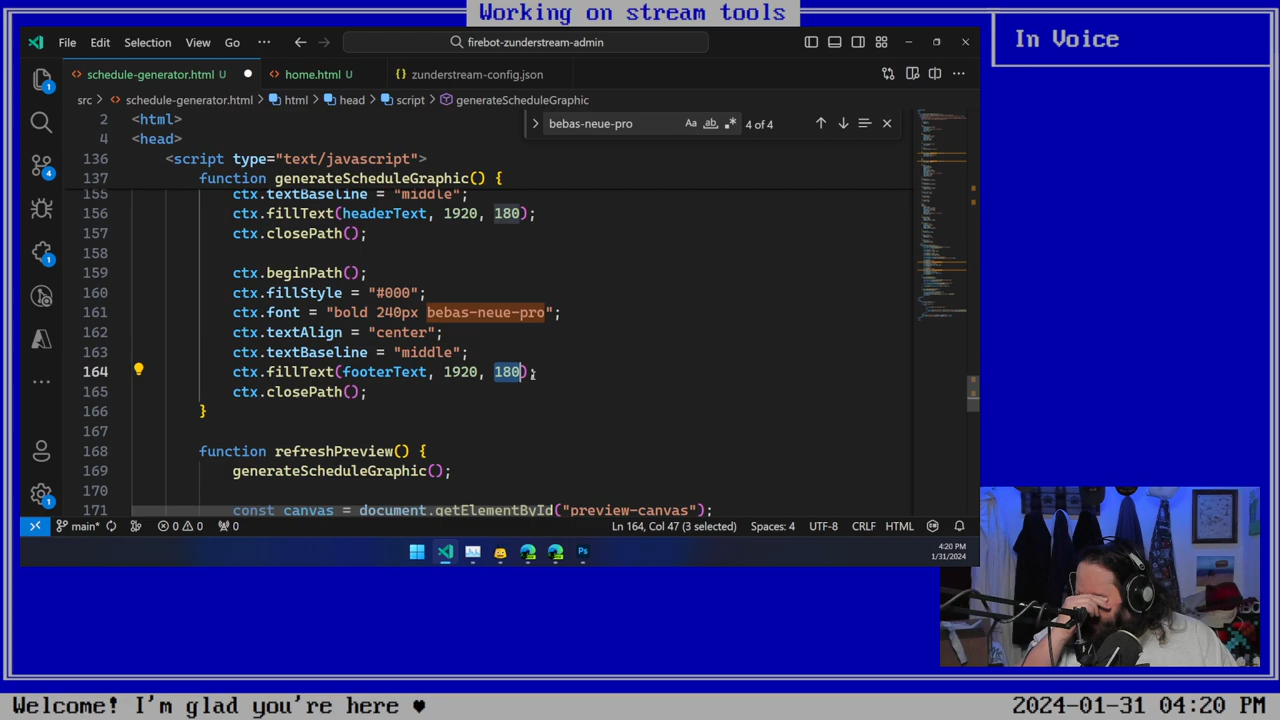 Working on stream tools
File Edit Selection View Go ··· firebot-zunderstream-admin
In Voice
schedule-generator.html U home.html U zunderstream-config.json
src > schedule-generator.html > html > head > script > generateScheduleGraphic
bebas-neue-pro Aa ab 4 of 4
2 <html>
4 <head>
136 <script type="text/javascript">
137 function generateScheduleGraphic() {
155 ctx.textBaseline = "middle";
156 ctx.fillText(headerText, 1920, 180);
157 ctx.closePath();
158
159 ctx.beginPath();
160 ctx.fillStyle = "#000";
161 ctx.font = "bold 240px bebas-neue-pro";
162 ctx.textAlign = "center";
163 ctx.textBaseline = "middle";
164 ctx.fillText(footerText, 1920, 180);
165 ctx.closePath();
166 }
167
168 function refreshPreview() {
169 generateScheduleGraphic();
170
171 const canvas = document.getElementById("preview-canvas");
1
4
1
1
main* 0 0 0 Ln 164, Col 47 (3 selected) Spaces: 4 UTF-8 CRLF HTML
Ps
4:20 PM
1/31/2024
Welcome! I'm glad you're here ♥ 2024-01-31 04:20 PM